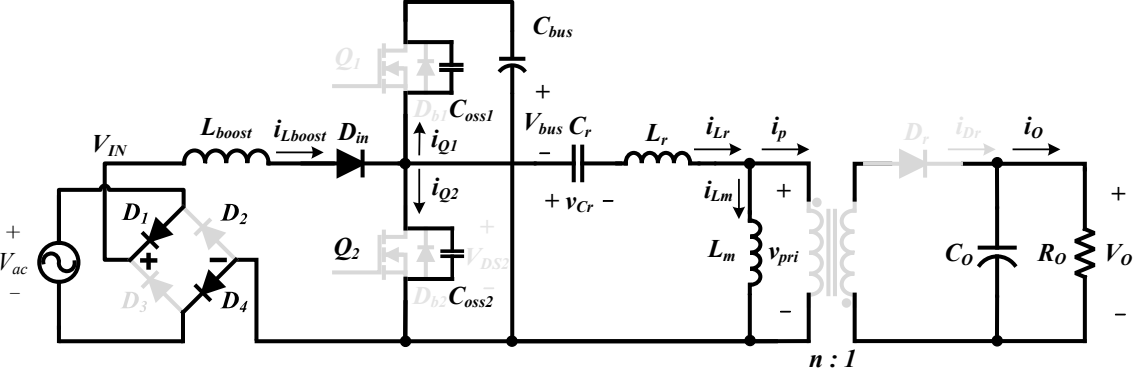 C_bus
Q_1
D_b1 C_oss1
+
V_bus
−
L_boost
i_Lboost
D_in
i_Q1
C_r
L_r
i_Lr
i_p
D_r
i_Dr
i_O
V_IN
i_Q2
+ v_Cr −
i_Lm
+
+
D_1
D_2
+
V_ac
−
+
−
Q_2
+
V_DS2
−
L_m
v_pri
C_O
R_O
V_O
D_3
D_4
D_b2 C_oss2
−
−
n : 1